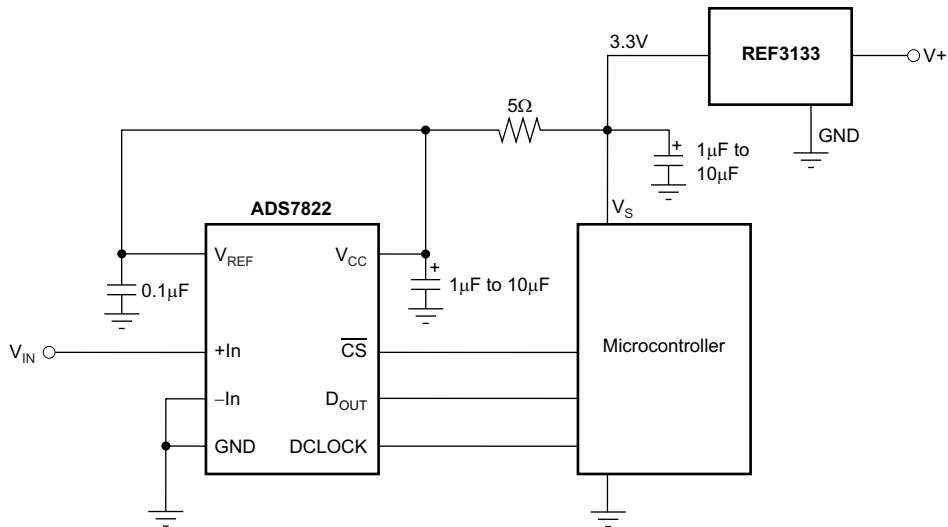 3.3V
REF3133
V+
5Ω
GND
+
1μF to
10μF
ADS7822
VS
VREF
VCC
+
0.1μF
1μF to 10μF
VIN
+In
CS
Microcontroller
–In
DOUT
GND
DCLOCK